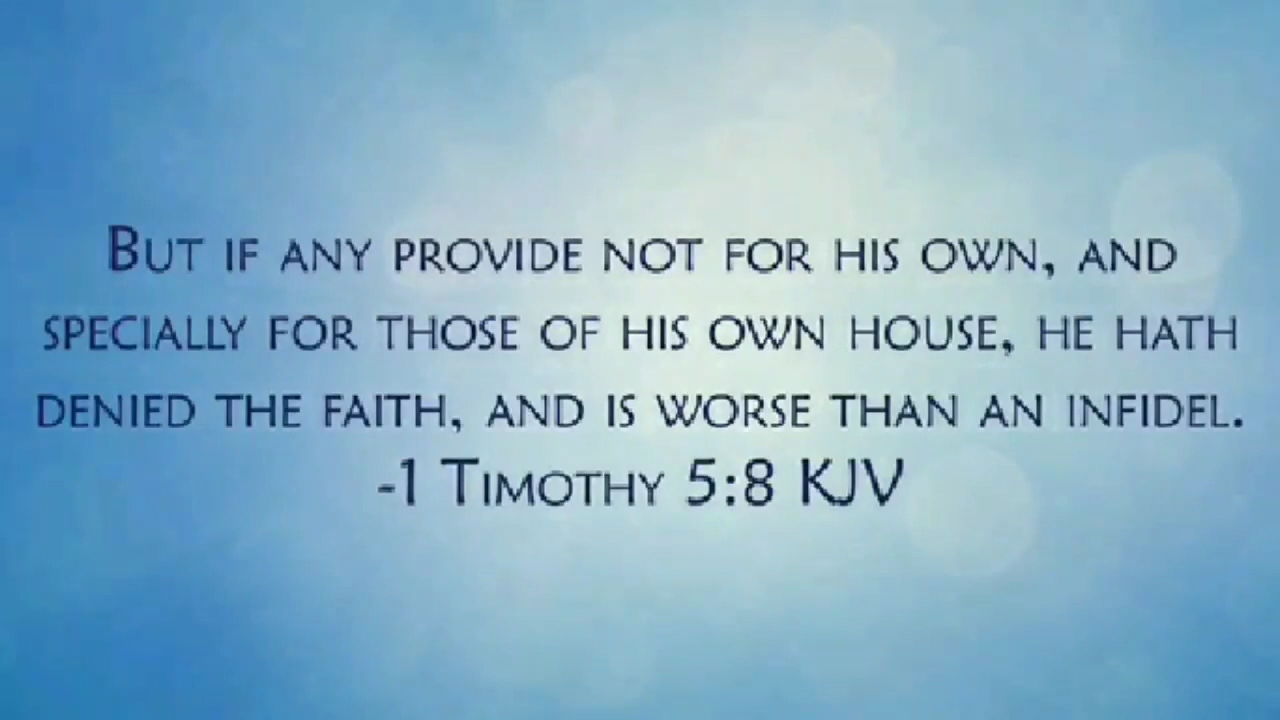 But if any provide not for his own, and
specially for those of his own house, he hath
denied the faith, and is worse than an infidel.
-1 Timothy 5:8 KJV